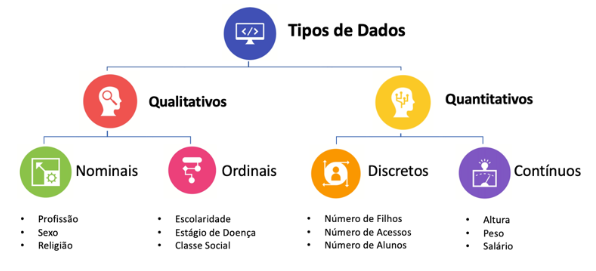 Tipos de Dados
Qualitativos
Quantitativos
Nominais
Ordinais
Discretos
Contínuos
• Profissão
• Sexo
• Religião
• Escolaridade
• Estágio de Doença
• Classe Social
• Número de Filhos
• Número de Acessos
• Número de Alunos
• Altura
• Peso
• Salário